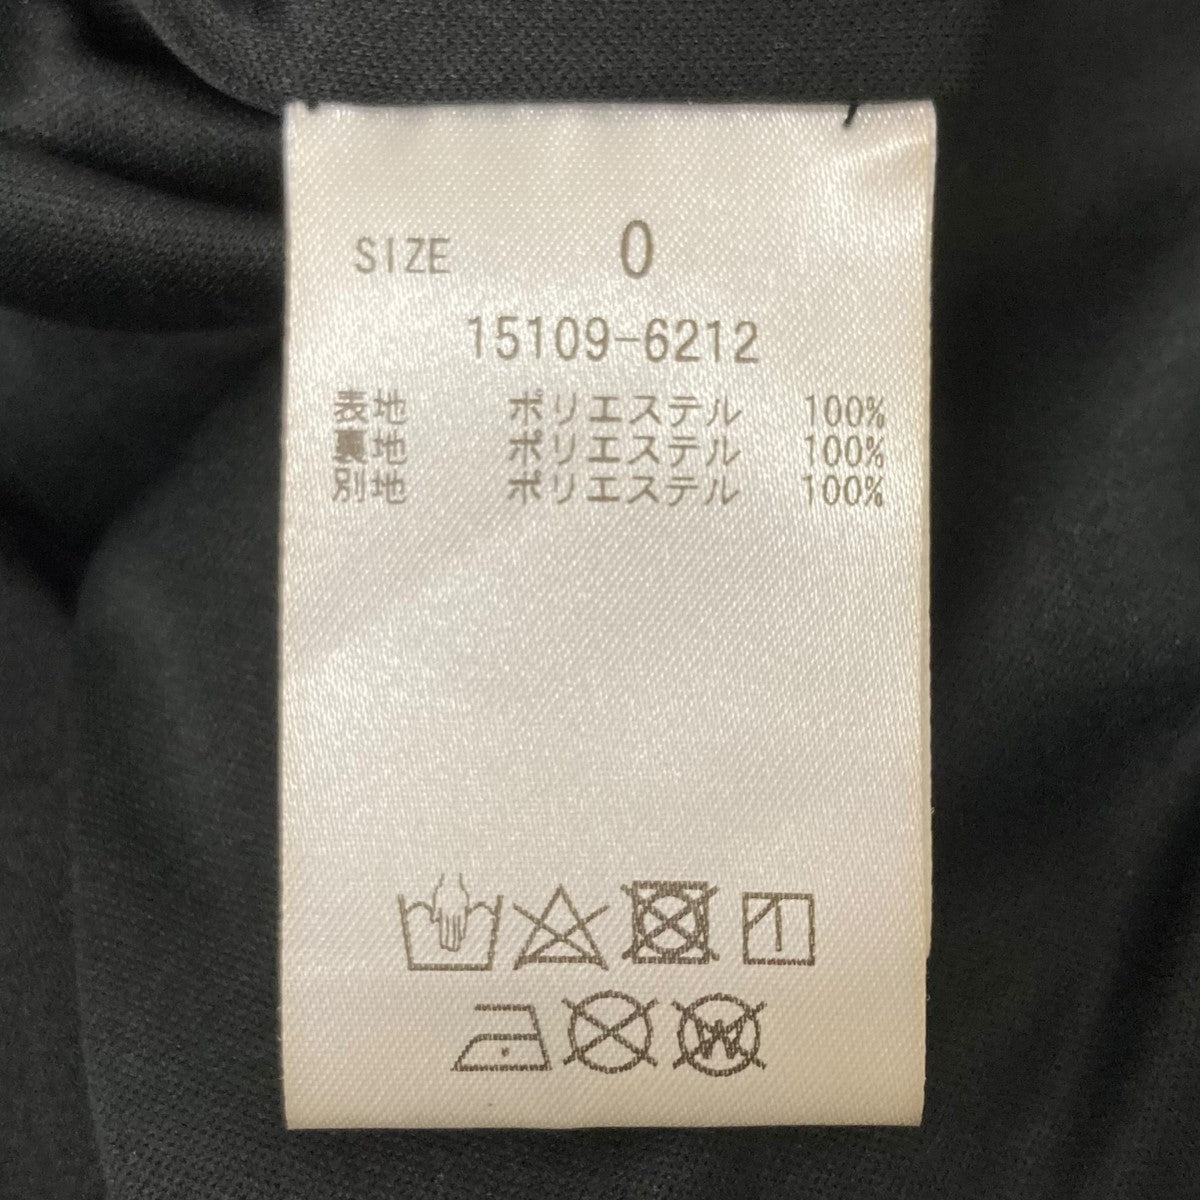 SIZE 0
15109-6212
表地 ポリエステル 100%
裏地 ポリエステル 100%
別地 ポリエステル 100%
W